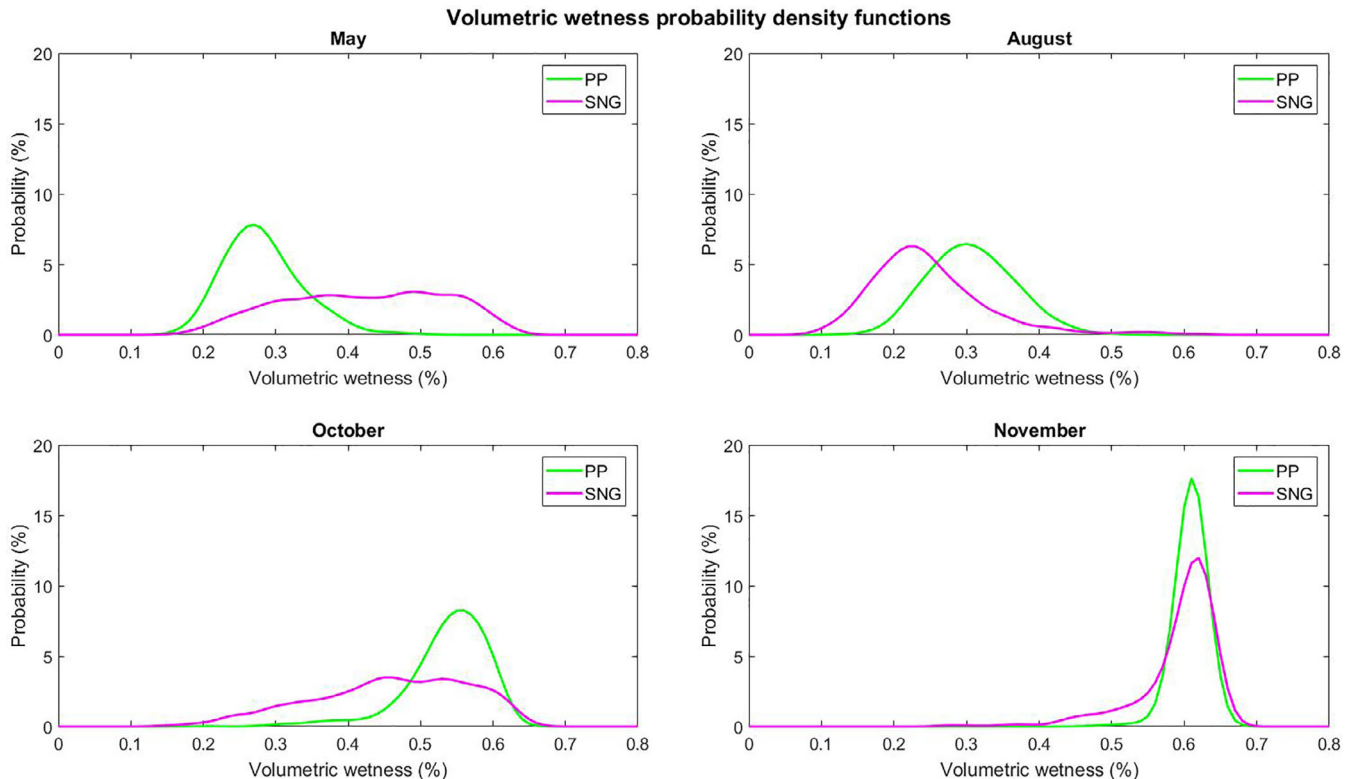 Volumetric wetness probability density functions
May
20
15
10
5
0
Probability (%)
PP
SNG
0 0.1 0.2 0.3 0.4 0.5 0.6 0.7 0.8
Volumetric wetness (%)
August
20
15
10
5
0
Probability (%)
PP
SNG
0 0.1 0.2 0.3 0.4 0.5 0.6 0.7 0.8
Volumetric wetness (%)
October
20
15
10
5
0
Probability (%)
PP
SNG
0 0.1 0.2 0.3 0.4 0.5 0.6 0.7 0.8
Volumetric wetness (%)
November
20
15
10
5
0
Probability (%)
PP
SNG
0 0.1 0.2 0.3 0.4 0.5 0.6 0.7 0.8
Volumetric wetness (%)